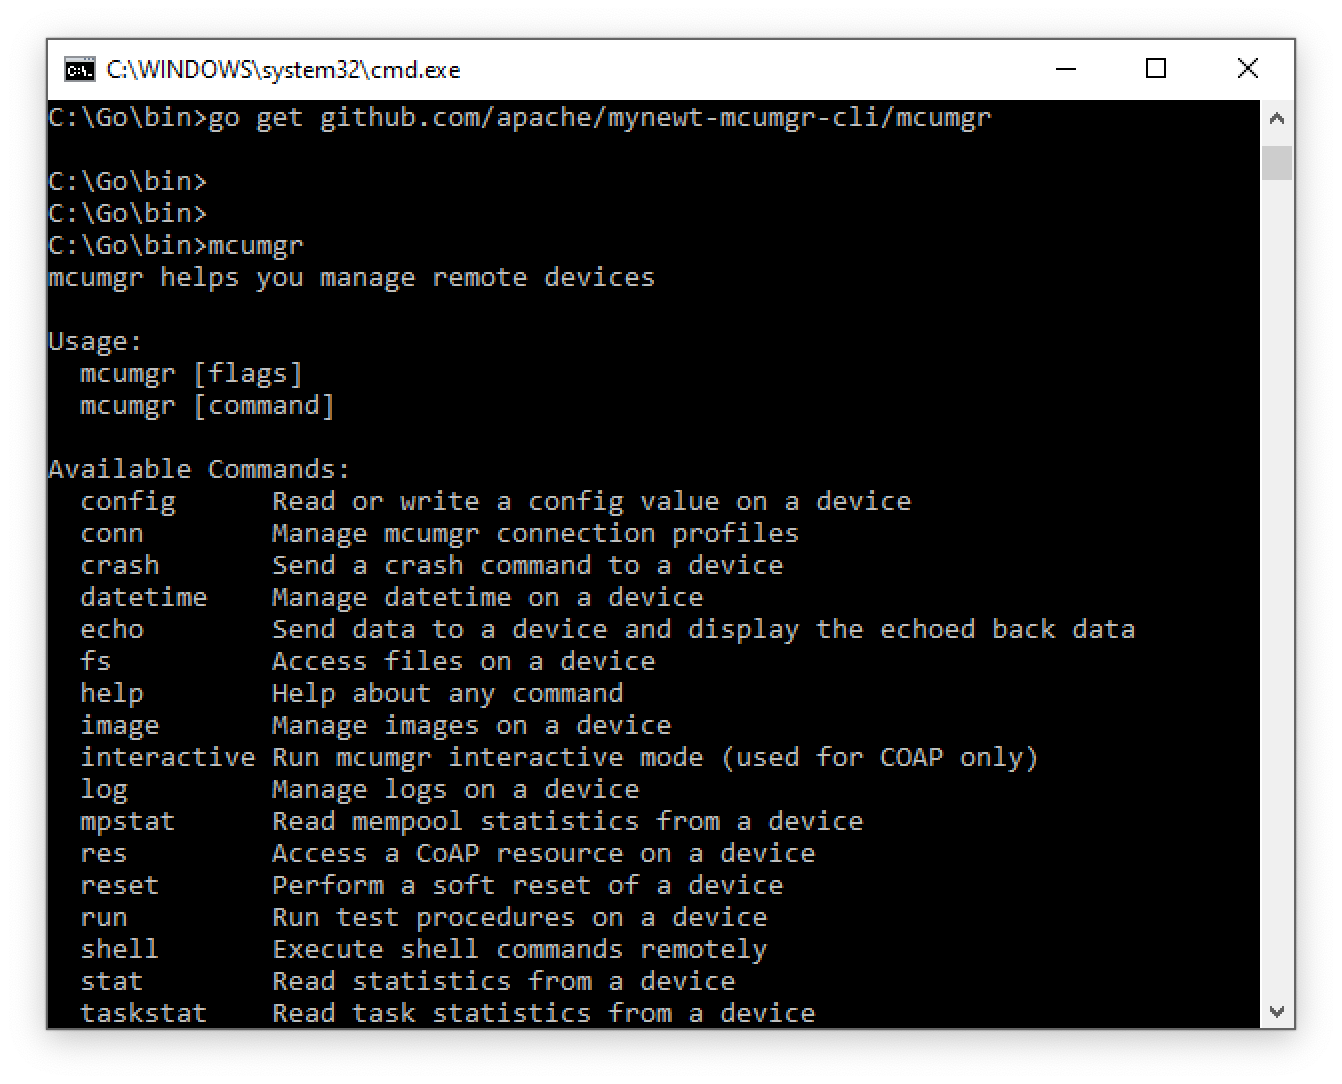 C:\WINDOWS\system32\cmd.exe
C:\Go\bin>go get github.com/apache/mynewt-mcumgr-cli/mcumgr
C:\Go\bin>
C:\Go\bin>
C:\Go\bin>mcumgr
mcumgr helps you manage remote devices
Usage:
  mcumgr [flags]
  mcumgr [command]
Available Commands:
  config      Read or write a config value on a device
  conn        Manage mcumgr connection profiles
  crash       Send a crash command to a device
  datetime    Manage datetime on a device
  echo        Send data to a device and display the echoed back data
  fs          Access files on a device
  help        Help about any command
  image       Manage images on a device
  interactive Run mcumgr interactive mode (used for COAP only)
  log         Manage logs on a device
  mpstat      Read mempool statistics from a device
  res         Access a CoAP resource on a device
  reset       Perform a soft reset of a device
  run         Run test procedures on a device
  shell       Execute shell commands remotely
  stat        Read statistics from a device
  taskstat    Read task statistics from a device